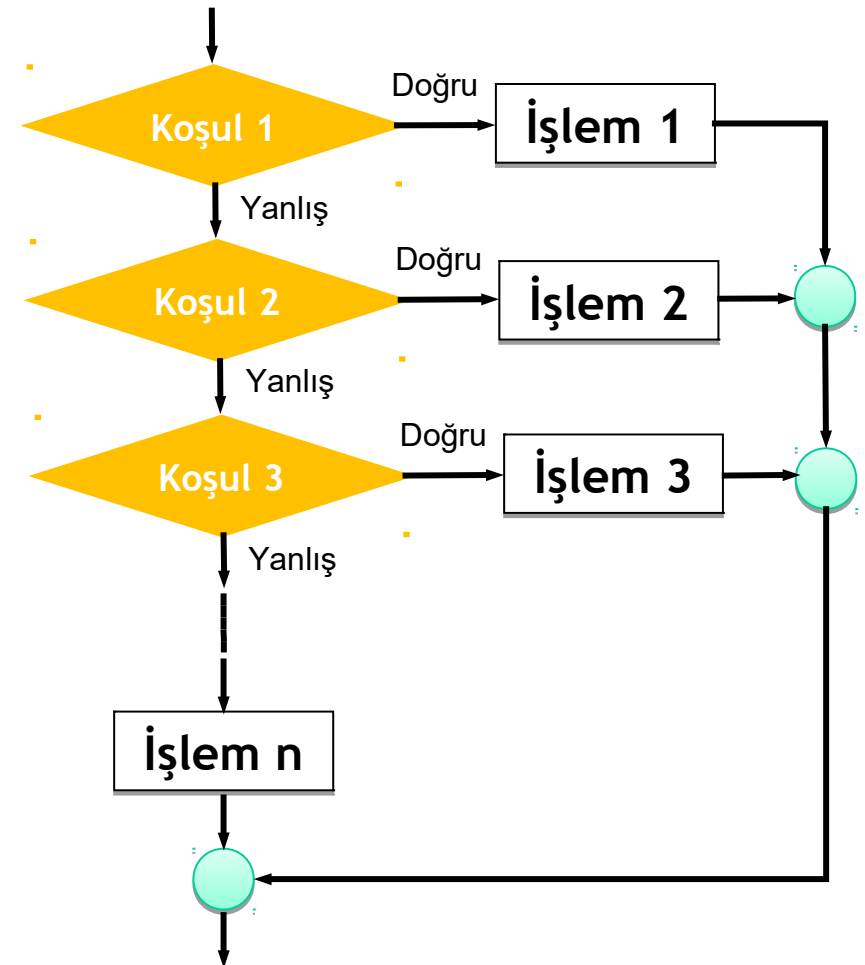 Doğru
Koşul 1
İşlem 1
Yanlış
Doğru
Koşul 2
İşlem 2
Yanlış
Doğru
Koşul 3
İşlem 3
Yanlış
İşlem n